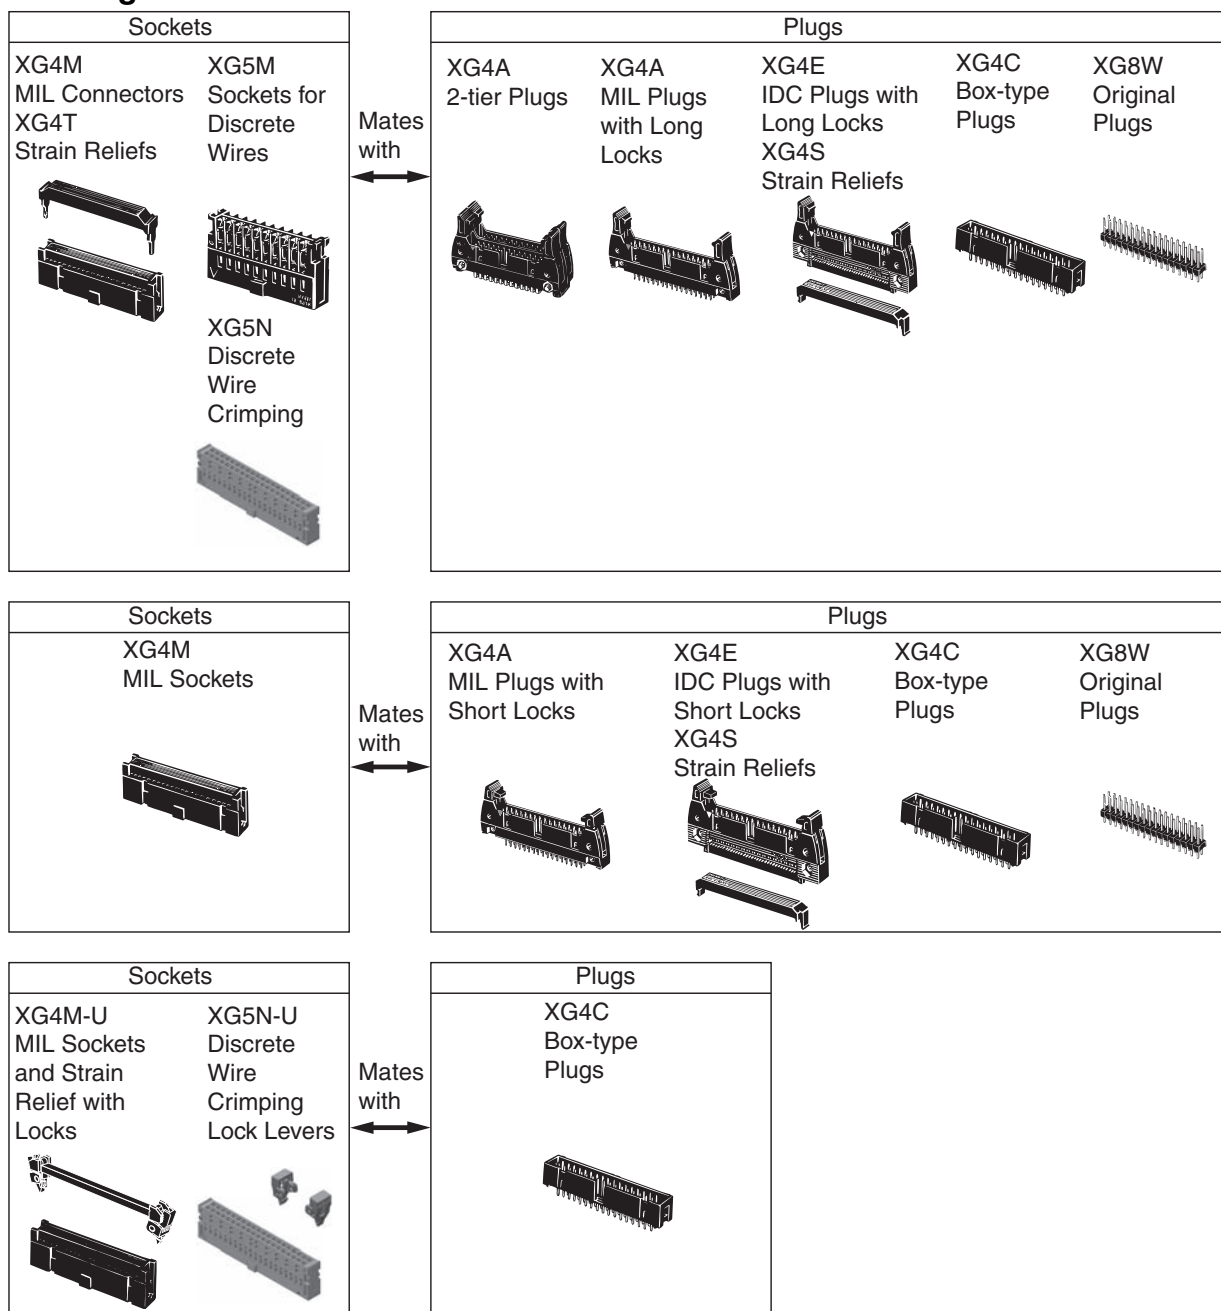 Sockets
XG4M
MIL Connectors
XG4T
Strain Reliefs
XG5M
Sockets for
Discrete
Wires
XG5N
Discrete
Wire
Crimping
Mates
with
Plugs
XG4A
2-tier Plugs
XG4A
MIL Plugs
with Long
Locks
XG4E
IDC Plugs with
Long Locks
XG4S
Strain Reliefs
XG4C
Box-type
Plugs
XG8W
Original
Plugs
Sockets
XG4M
MIL Sockets
Mates
with
Plugs
XG4A
MIL Plugs with
Short Locks
XG4E
IDC Plugs with
Short Locks
XG4S
Strain Reliefs
XG4C
Box-type
Plugs
XG8W
Original
Plugs
Sockets
XG4M-U
MIL Sockets
and Strain
Relief with
Locks
XG5N-U
Discrete
Wire
Crimping
Lock Levers
Mates
with
Plugs
XG4C
Box-type
Plugs